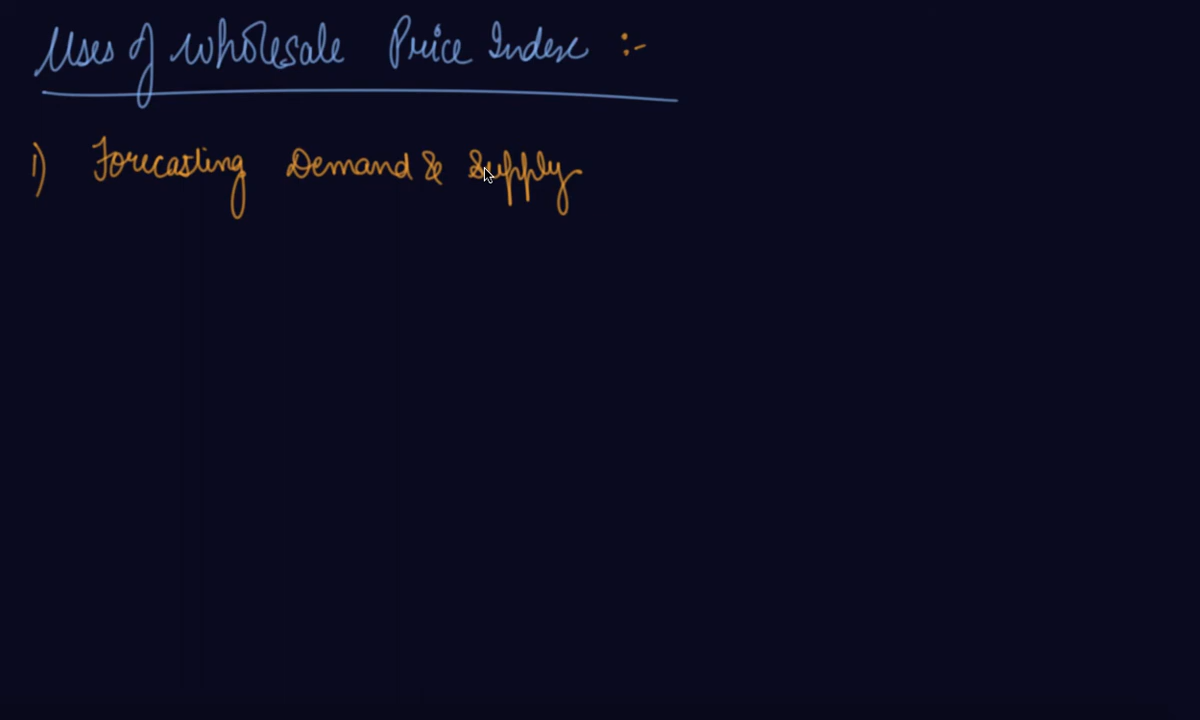 Uses of Wholesale Price Index :-
1) Forecasting Demand & Supply